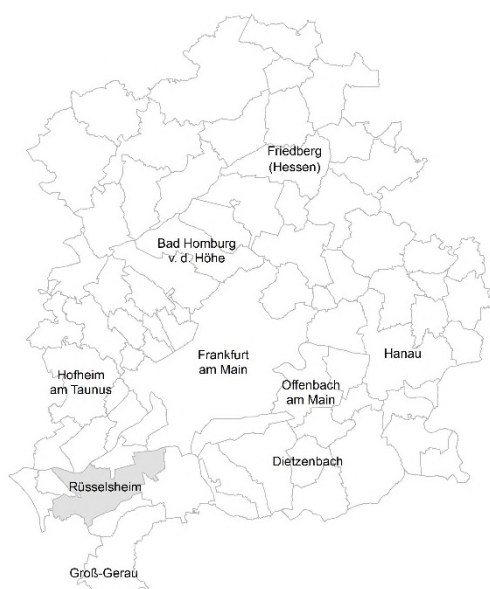 Friedberg
(Hessen)
Bad Homburg
v. d. Höhe
Frankfurt
am Main
Hanau
Hofheim
am Taunus
Offenbach
am Main
Dietzenbach
Rüsselsheim
Groß-Gerau